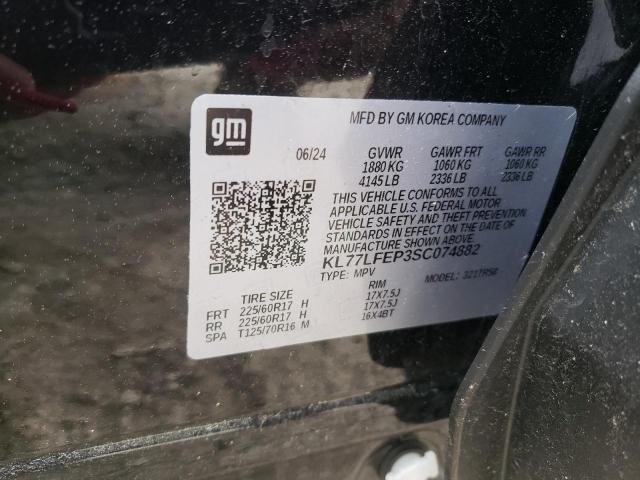 gm
MFD BY GM KOREA COMPANY
06/24 GVWR GAWR FRT GAWR RR
1880 KG 1060 KG 1060 KG
4145 LB 2336 LB 2336 LB
THIS VEHICLE CONFORMS TO ALL
APPLICABLE U.S. FEDERAL MOTOR
VEHICLE SAFETY AND THEFT PREVENTION
STANDARDS IN EFFECT ON THE DATE OF
MANUFACTURE SHOWN ABOVE.
KL77LFEP3SC074882
TYPE: MPV MODEL: 321TR58
TIRE SIZE RIM
FRT 225/60R17 H 17X7.5J
RR 225/60R17 H 17X7.5J
SPA T125/70R16 M 16X4BT